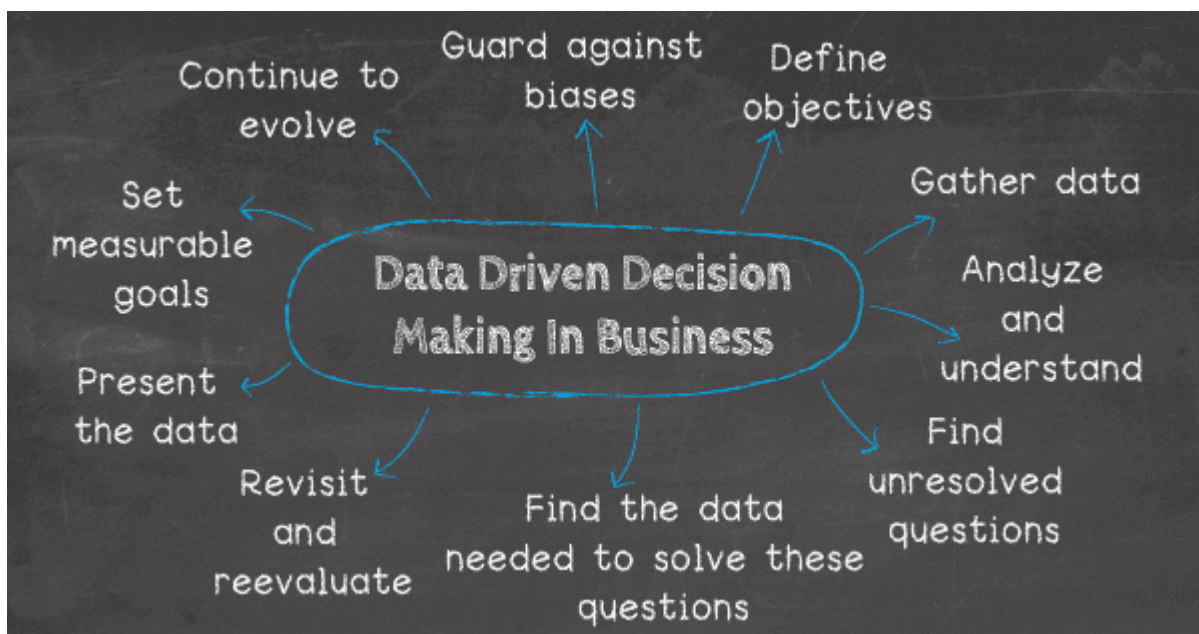 Guard against
biases
Define
objectives
Gather data
Analyze
and
understand
Find
unresolved
questions
Find the data
needed to solve these
questions
Revisit
and
reevaluate
Present
the data
Set
measurable
goals
Continue to
evolve
Data Driven Decision
Making In Business